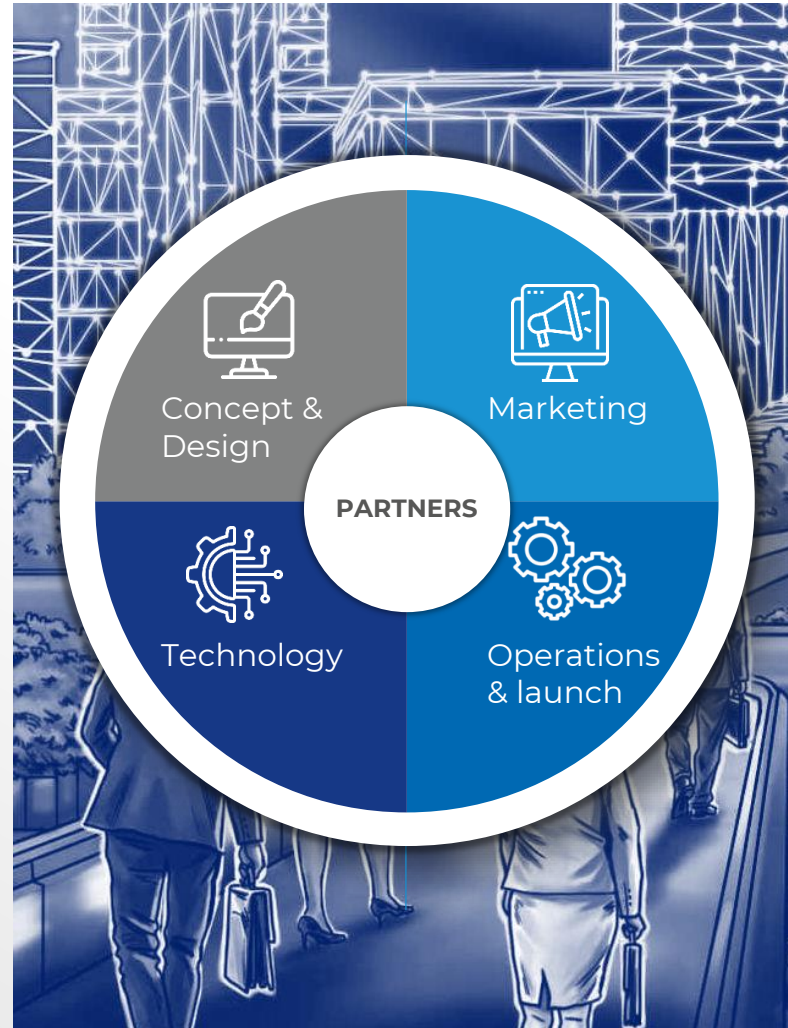 Concept &
Design
Marketing
PARTNERS
Technology
Operations
& launch